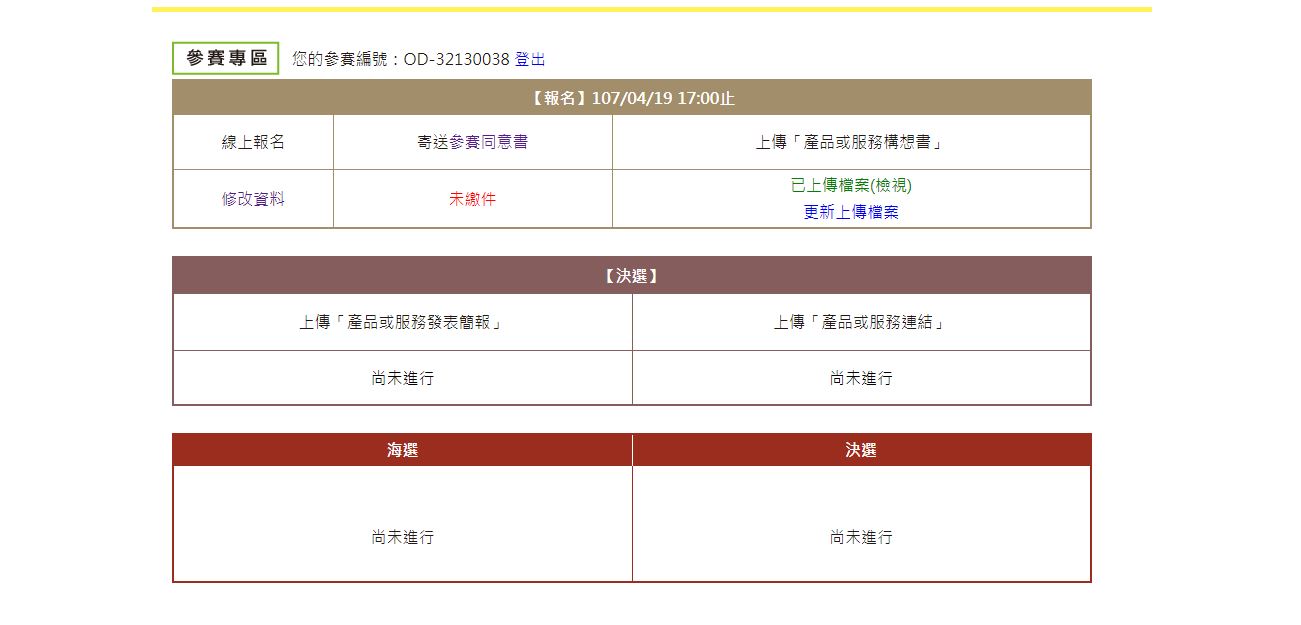 參賽專區 您的參賽編號：OD-32130038 登出
【報名】107/04/19 17:00止
線上報名 寄送參賽同意書 上傳「產品或服務構想書」
修改資料 未繳件 已上傳檔案(檢視)
更新上傳檔案
【決選】
上傳「產品或服務發表簡報」 上傳「產品或服務連結」
尚未進行 尚未進行
海選 決選
尚未進行 尚未進行